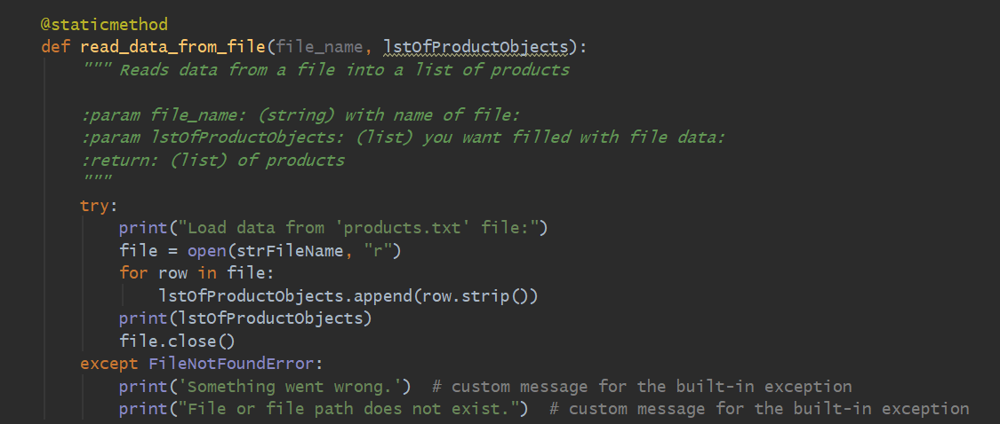 @staticmethod
def read_data_from_file(file_name, lstOfProductObjects):
""" Reads data from a file into a list of products
:param file_name: (string) with name of file:
:param lstOfProductObjects: (list) you want filled with file data:
:return: (list) of products
"""
try:
print("Load data from 'products.txt' file:")
file = open(strFileName, "r")
for row in file:
lstOfProductObjects.append(row.strip())
print(lstOfProductObjects)
file.close()
except FileNotFoundError:
print('Something went wrong.')  # custom message for the built-in exception
print("File or file path does not exist.")  # custom message for the built-in exception